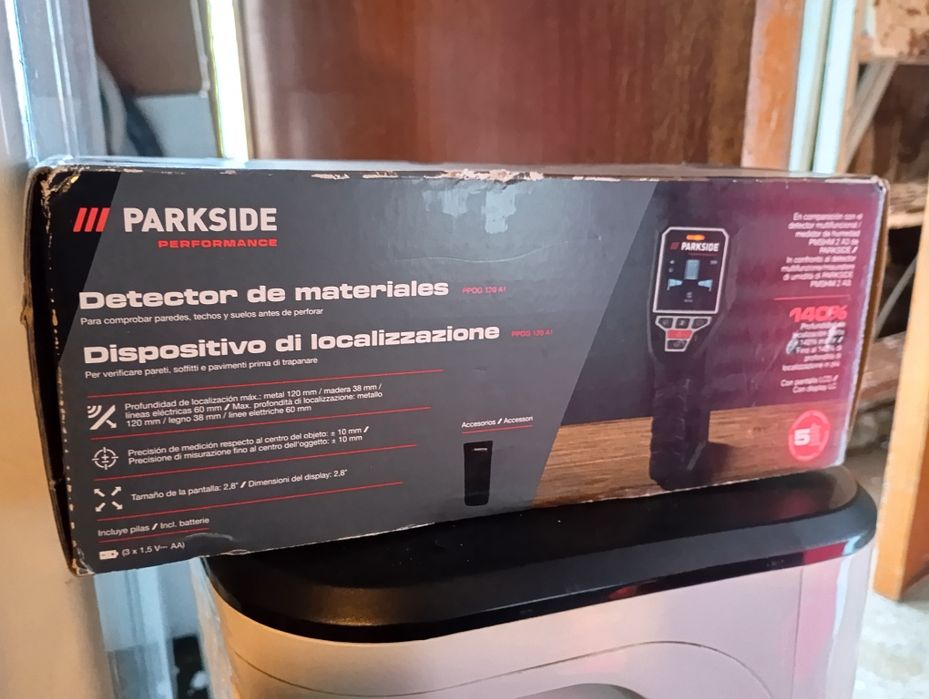 PARKSIDE
PERFORMANCE
Detector de materiales PPOG 120 A1
Para comprobar paredes, techos y suelos antes de perforar
Dispositivo di localizzazione PPOG 120 A1
Per verificare pareti, soffitti e pavimenti prima di trapanare
Profundidad de localización máx.: metal 120 mm / madera 38 mm /
líneas eléctricas 60 mm / Max. profondità di localizzazione: metallo
120 mm / legno 38 mm / linee elettriche 60 mm
Precisión de medición respecto al centro del objeto: ± 10 mm /
Precisione di misurazione fino al centro dell'oggetto: ± 10 mm
Tamaño de la pantalla: 2,8" / Dimensioni del display: 2,8"
Incluye pilas / Incl. batterie
(3 x 1,5 V AA)
Accesorios / Accessori
PARKSIDE
En comparación con el
detector multifuncional /
medidor de humedad
PMSHM 2 A3 de
PARKSIDE /
In confronto al detector
multifunzione/misuratore
di umidità di PARKSIDE
PMSHM 2 A3
140%
Con pantalla LCD /
Con display LC
5